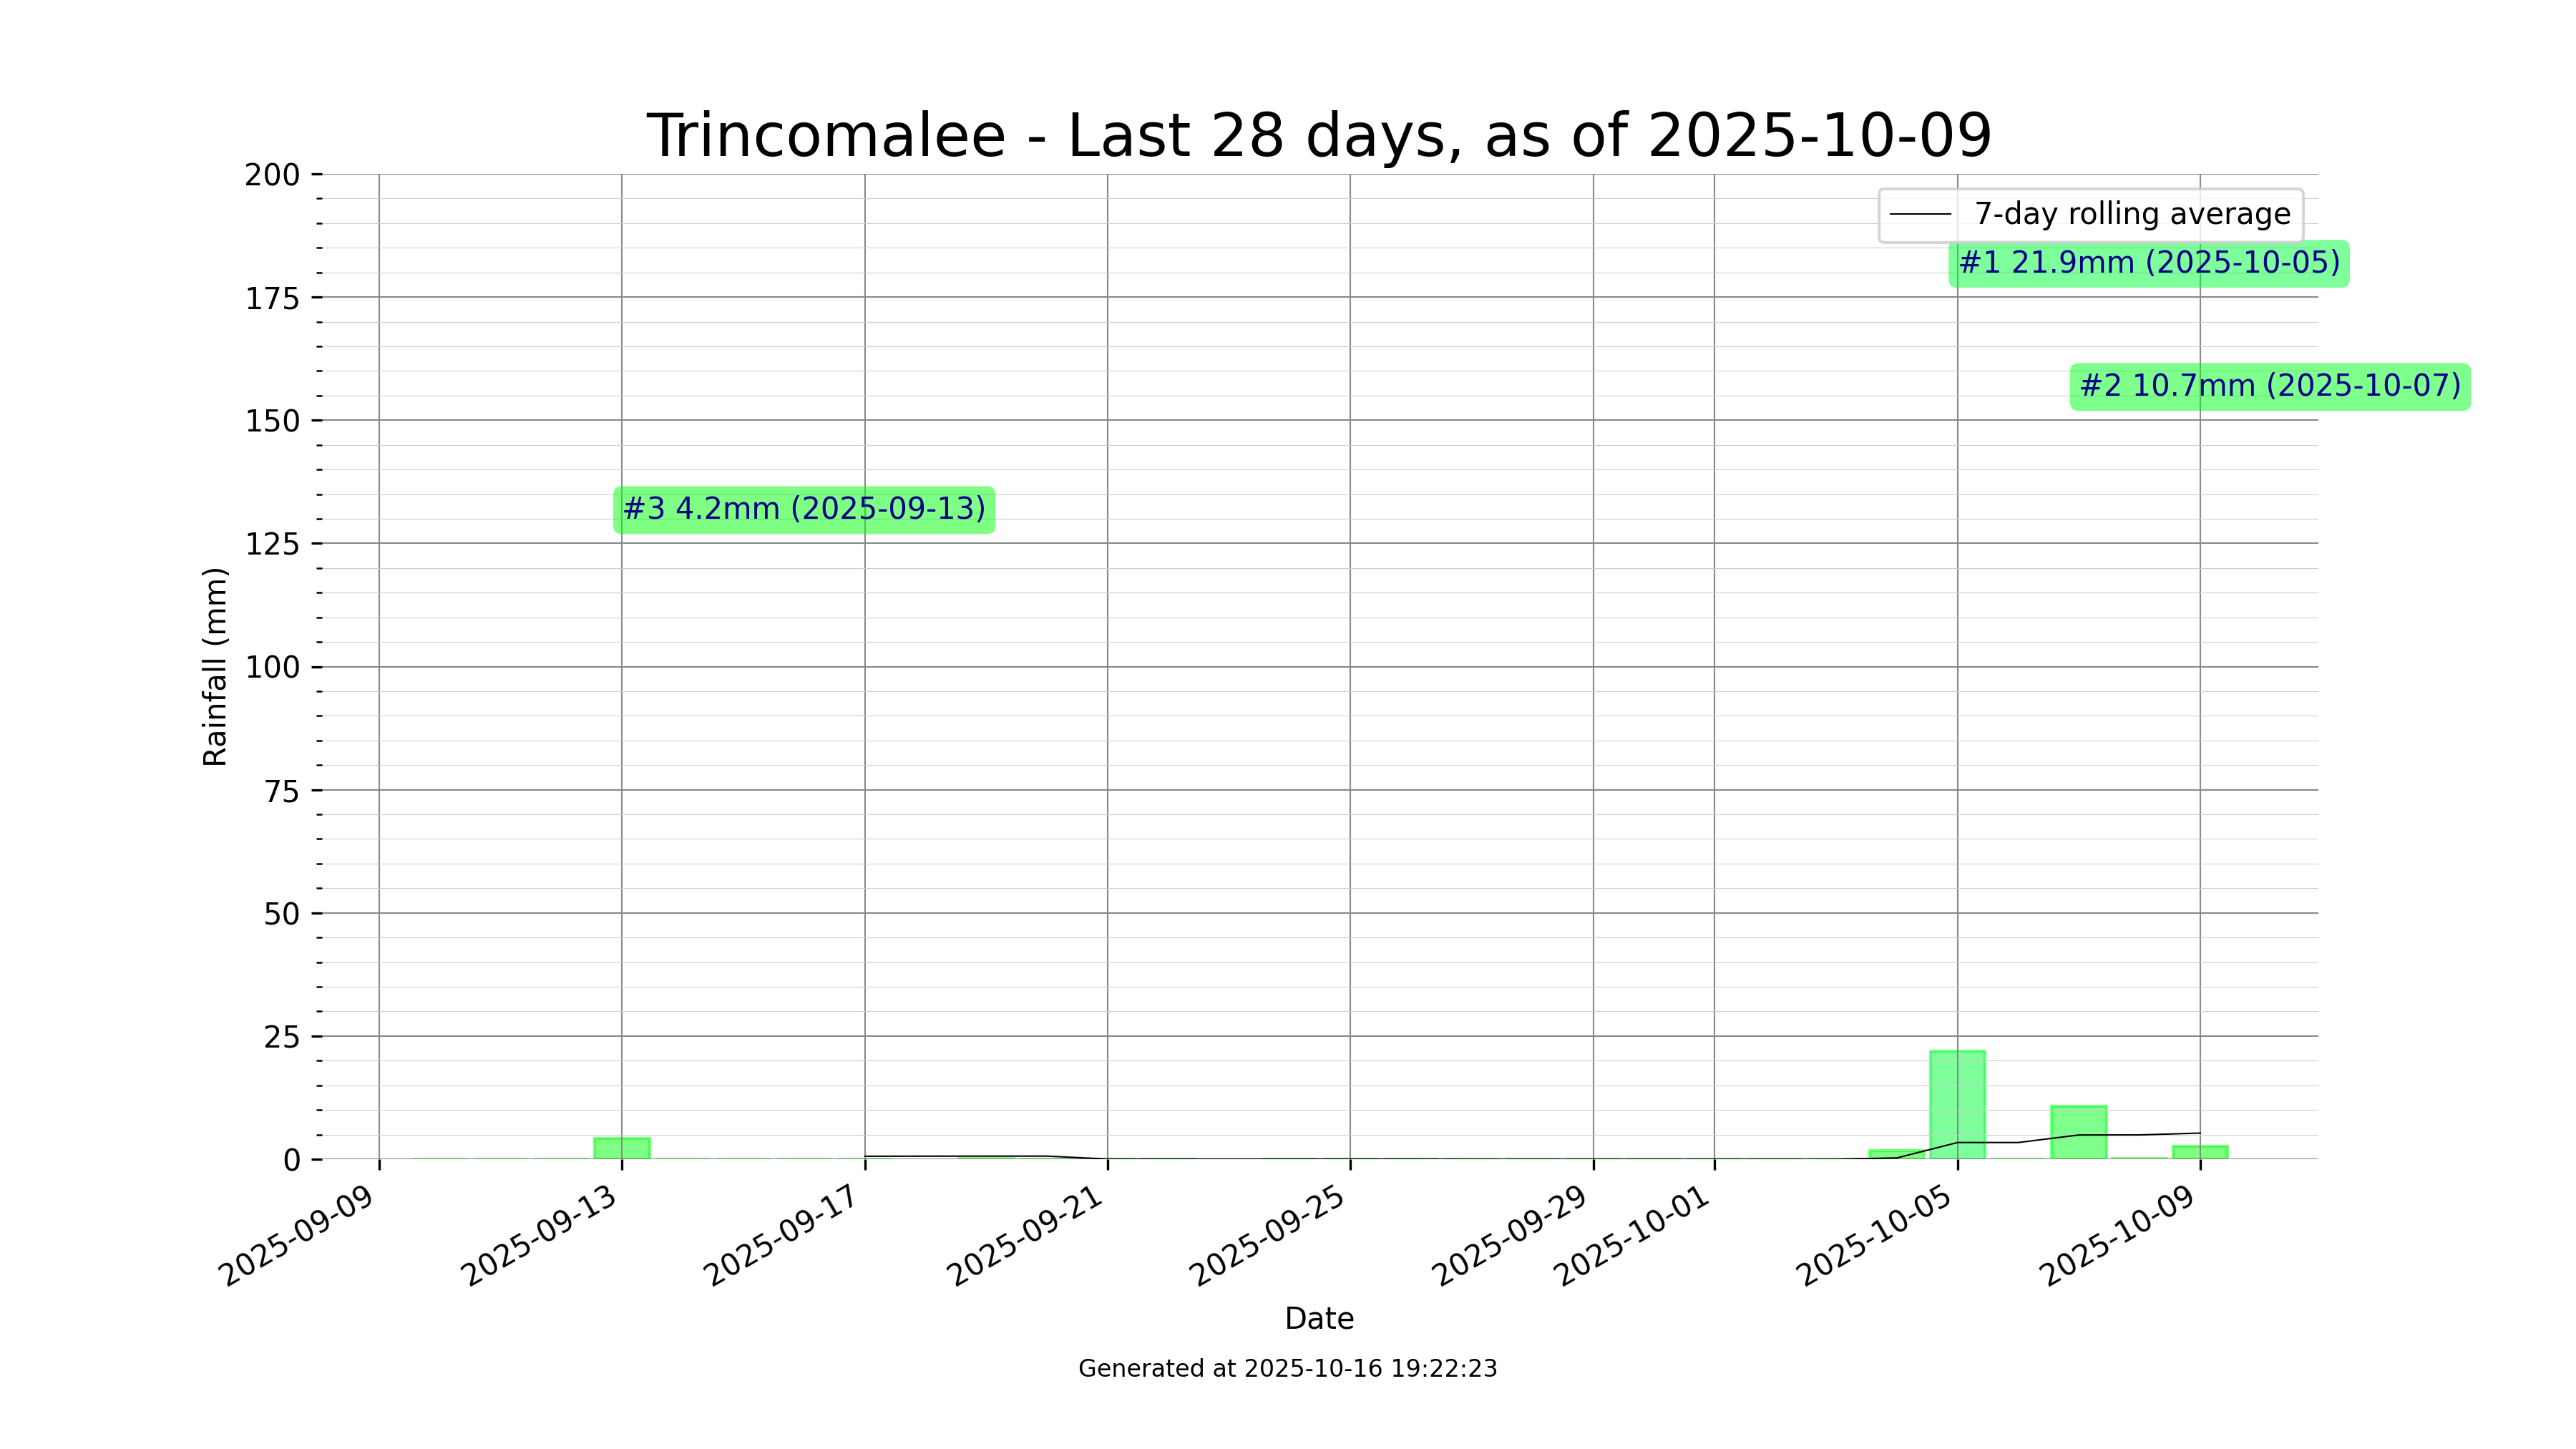 Trincomalee - Last 28 days, as of 2025-10-09
200
175
150
125
100
75
50
25
0
Rainfall (mm)
7-day rolling average
#1 21.9mm (2025-10-05)
#2 10.7mm (2025-10-07)
#3 4.2mm (2025-09-13)
2025-09-09
2025-09-13
2025-09-17
2025-09-21
2025-09-25
2025-09-29
2025-10-01
2025-10-05
2025-10-09
Date
Generated at 2025-10-16 19:22:23